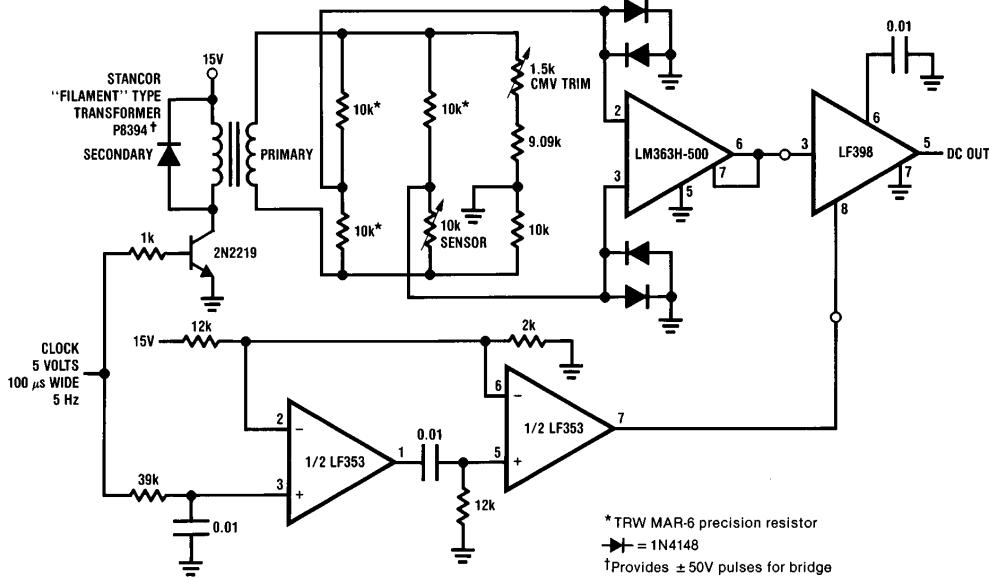 15V
STANCOR
"FILAMENT" TYPE
TRANSFORMER
P8394†
SECONDARY
PRIMARY
10k*
10k*
1.5k
CMV TRIM
9.09k
10k*
10k
SENSOR
10k
2
3
LM363H-500
6
7
5
3
LF398
6
0.01
5
DC OUT
7
8
1k
2N2219
CLOCK
5 VOLTS
100 μs WIDE
5 Hz
15V
12k
2k
2
−
1/2 LF353
3
+
1
0.01
6
−
1/2 LF353
5
+
7
12k
39k
0.01
*TRW MAR-6 precision resistor
= 1N4148
†Provides ±50V pulses for bridge